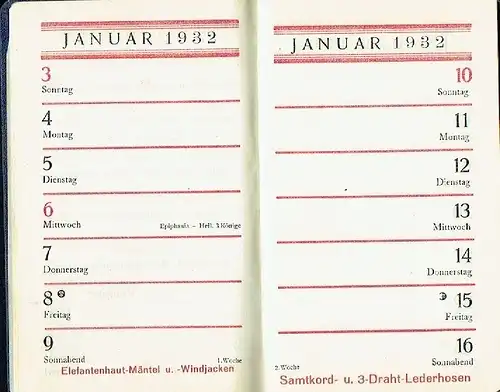 JANUAR 1932
3
Sonntag
4
Montag
5
Dienstag
6
Mittwoch Epiphania - Heil. 3 Könige
7
Donnerstag
8
Freitag
9
Sonnabend 1. Woche
Elefantenhaut-Mäntel u. -Windjacken
JANUAR 1932
10
Sonntag
11
Montag
12
Dienstag
13
Mittwoch
14
Donnerstag
15
Freitag
16
2. Woche Sonnabend
Samtkord- u. 3-Draht-Lederhosen